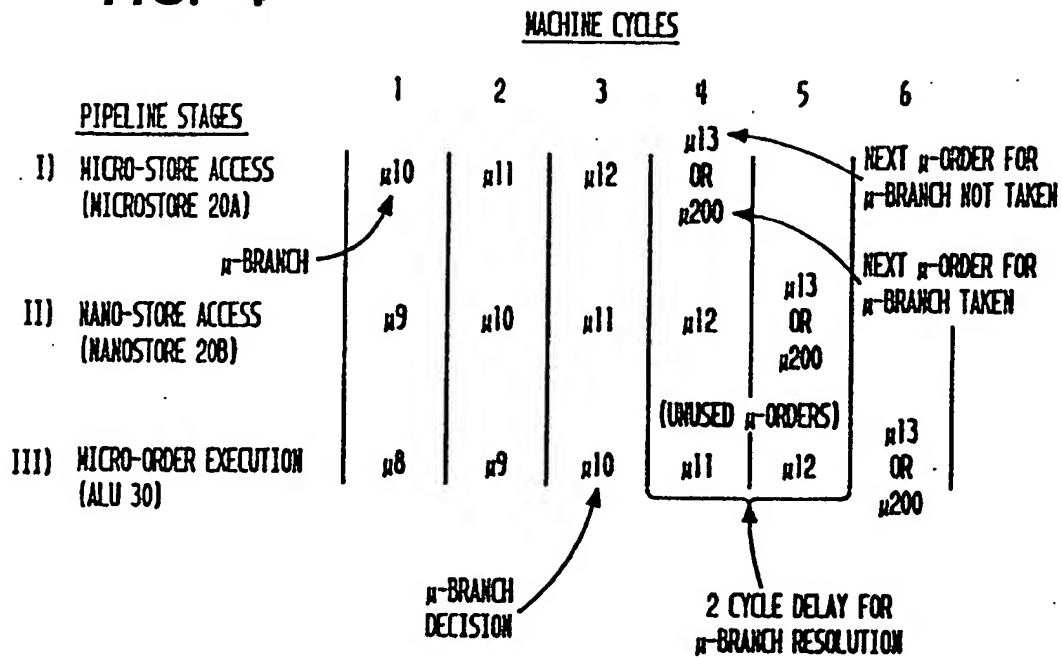 MACHINE CYCLES
1 2 3 4 5 6
PIPELINE STAGES
I) MICRO-STORE ACCESS
(MICROSTORE 20A)
μ10 μ11 μ12 μ13
OR
μ200
NEXT μ-ORDER FOR
μ-BRANCH NOT TAKEN
μ-BRANCH
NEXT μ-ORDER FOR
μ-BRANCH TAKEN
II) NANO-STORE ACCESS
(NANOSTORE 20B)
μ9 μ10 μ11 μ12 μ13
OR
μ200
(UNUSED μ-ORDERS)
III) MICRO-ORDER EXECUTION
(ALU 30)
μ8 μ9 μ10 μ11 μ12 μ13
OR
μ200
μ-BRANCH
DECISION
2 CYCLE DELAY FOR
μ-BRANCH RESOLUTION